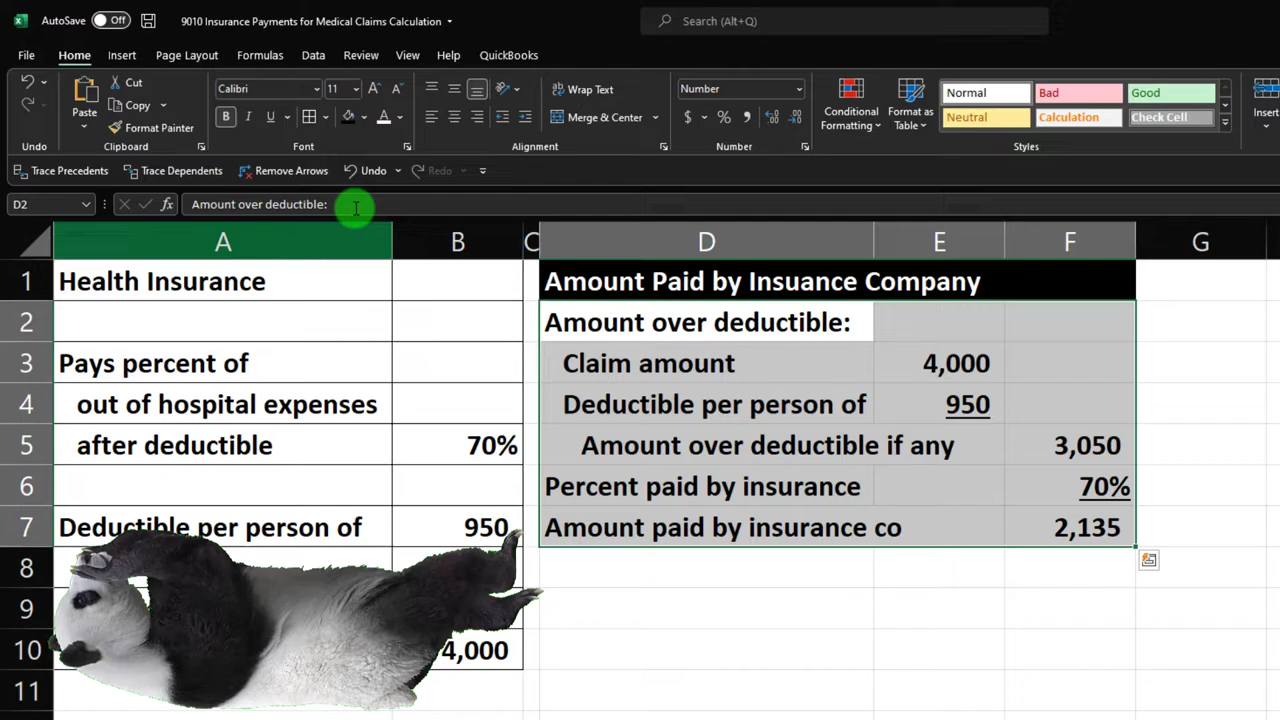 AutoSave Off 9010 Insurance Payments for Medical Claims Calculation Search (Alt+Q)
File Home Insert Page Layout Formulas Data Review View Help QuickBooks
Paste Cut Copy Format Painter
Undo Clipboard
Calibri 11
B I U
Font
Wrap Text
Merge & Center
Alignment
Number
$ % ,
Number
Conditional Formatting
Format as Table
Normal Bad Good
Neutral Calculation Check Cell
Styles
Insert
Trace Precedents Trace Dependents Remove Arrows Undo Redo
D2 fx Amount over deductible:
A B C D E F G
1 Health Insurance Amount Paid by Insuance Company
2 Amount over deductible:
3 Pays percent of Claim amount 4,000
4 out of hospital expenses Deductible per person of 950
5 after deductible 70% Amount over deductible if any 3,050
6 Percent paid by insurance 70%
7 Deductible per person of 950 Amount paid by insurance co 2,135
8
9
10 4,000
11